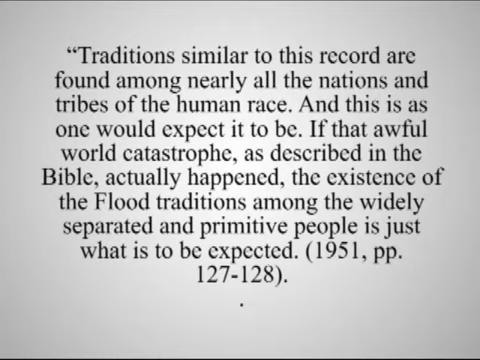 “Traditions similar to this record are
found among nearly all the nations and
tribes of the human race. And this is as
one would expect it to be. If that awful
world catastrophe, as described in the
Bible, actually happened, the existence of
the Flood traditions among the widely
separated and primitive people is just
what is to be expected. (1951, pp.
127-128).
.